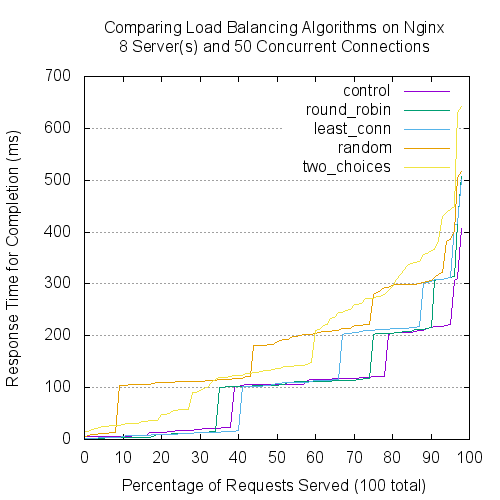 Comparing Load Balancing Algorithms on Nginx
8 Server(s) and 50 Concurrent Connections
700
600
500
400
300
200
100
0
control
round_robin
least_conn
random
two_choices
Response Time for Completion (ms)
0 10 20 30 40 50 60 70 80 90 100
Percentage of Requests Served (100 total)